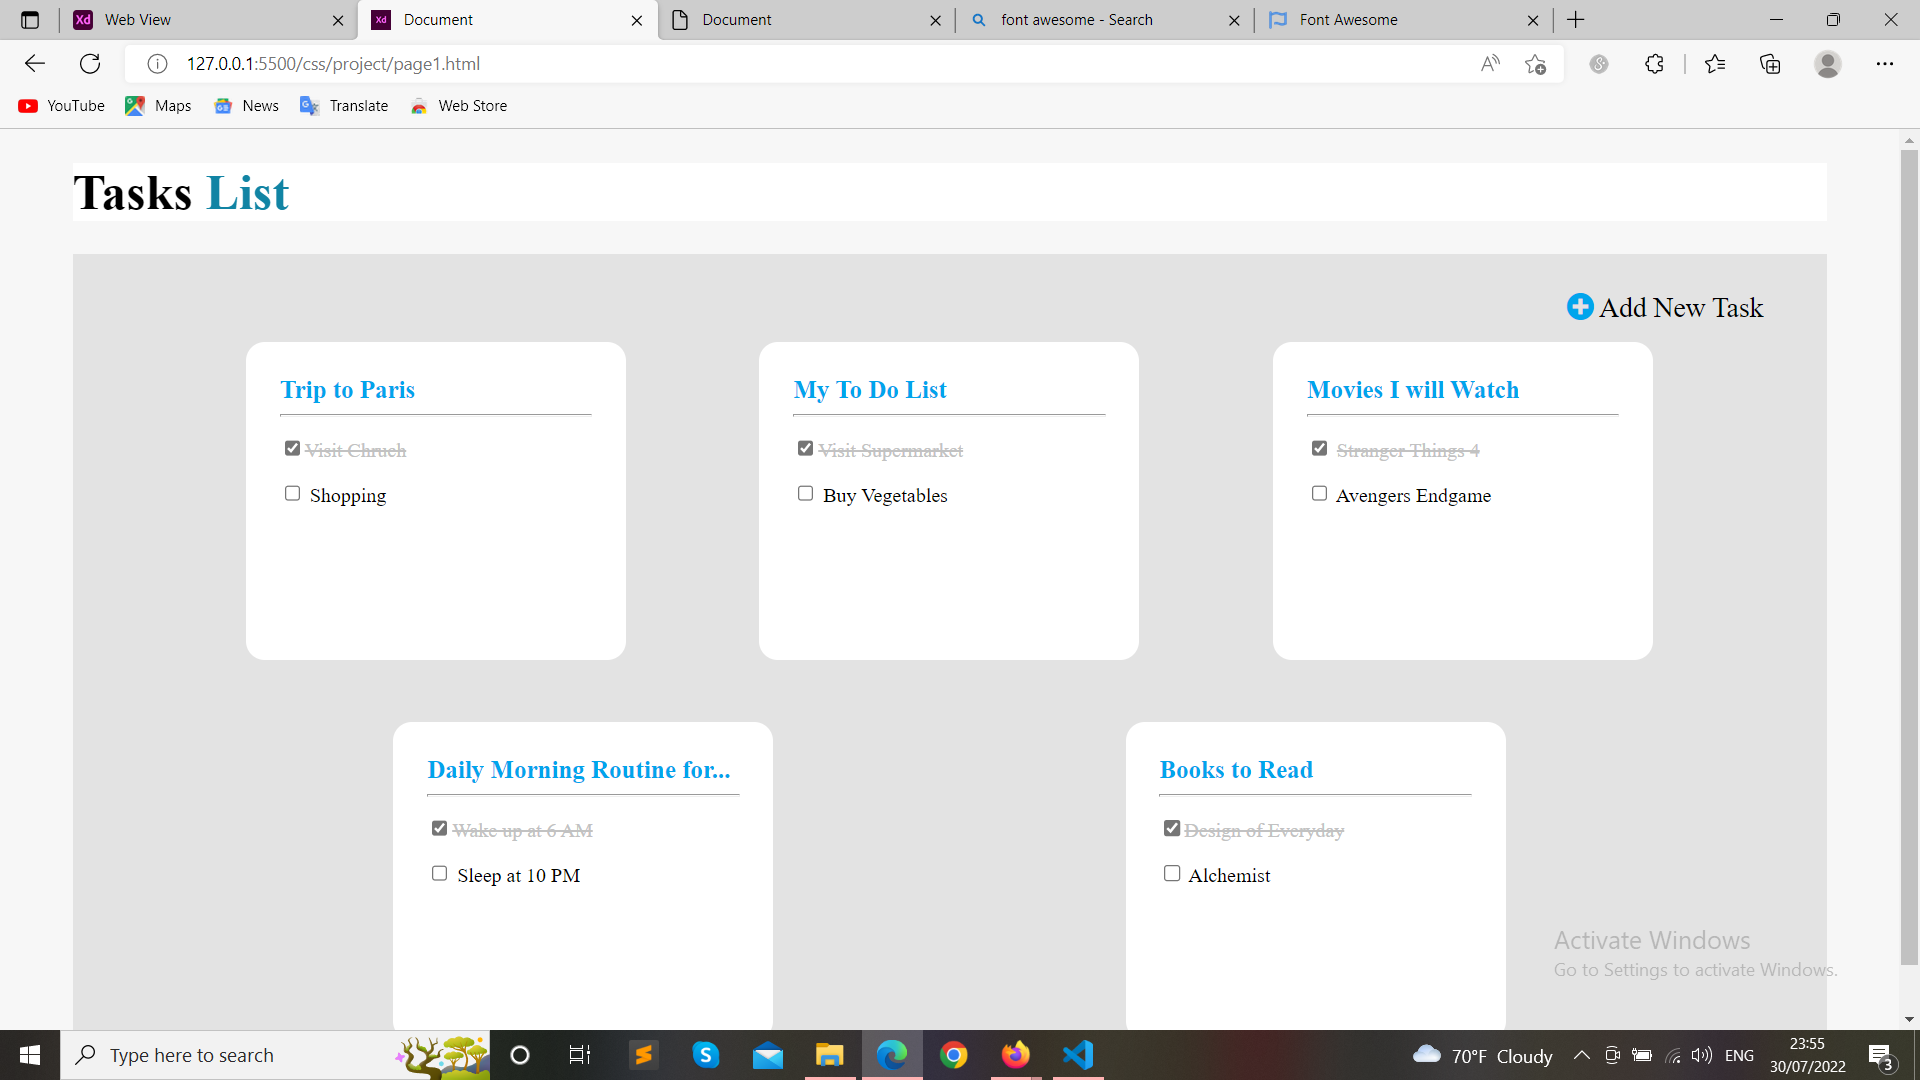 Web View
Document
Document
font awesome - Search
Font Awesome
127.0.0.1:5500/css/project/page1.html
YouTube
Maps
News
Translate
Web Store
Tasks List
Add New Task
Trip to Paris
Visit Chruch
Shopping
My To Do List
Visit Supermarket
Buy Vegetables
Movies I will Watch
Stranger Things 4
Avengers Endgame
Daily Morning Routine for...
Wake up at 6 AM
Sleep at 10 PM
Books to Read
Design of Everyday
Alchemist
Activate Windows
Go to Settings to activate Windows.
Type here to search
70°F Cloudy
ENG
23:55
30/07/2022
3